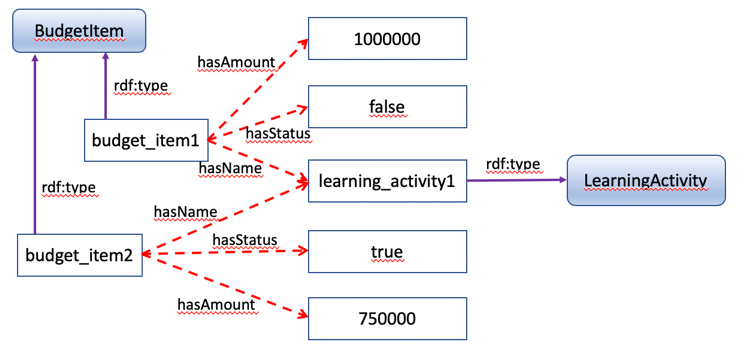 BudgetItem
1000000
hasAmount
rdf:type
false
hasStatus
budget_item1
hasName
rdf:type
learning_activity1
LearningActivity
rdf:type
hasName
hasStatus
true
budget_item2
hasAmount
750000